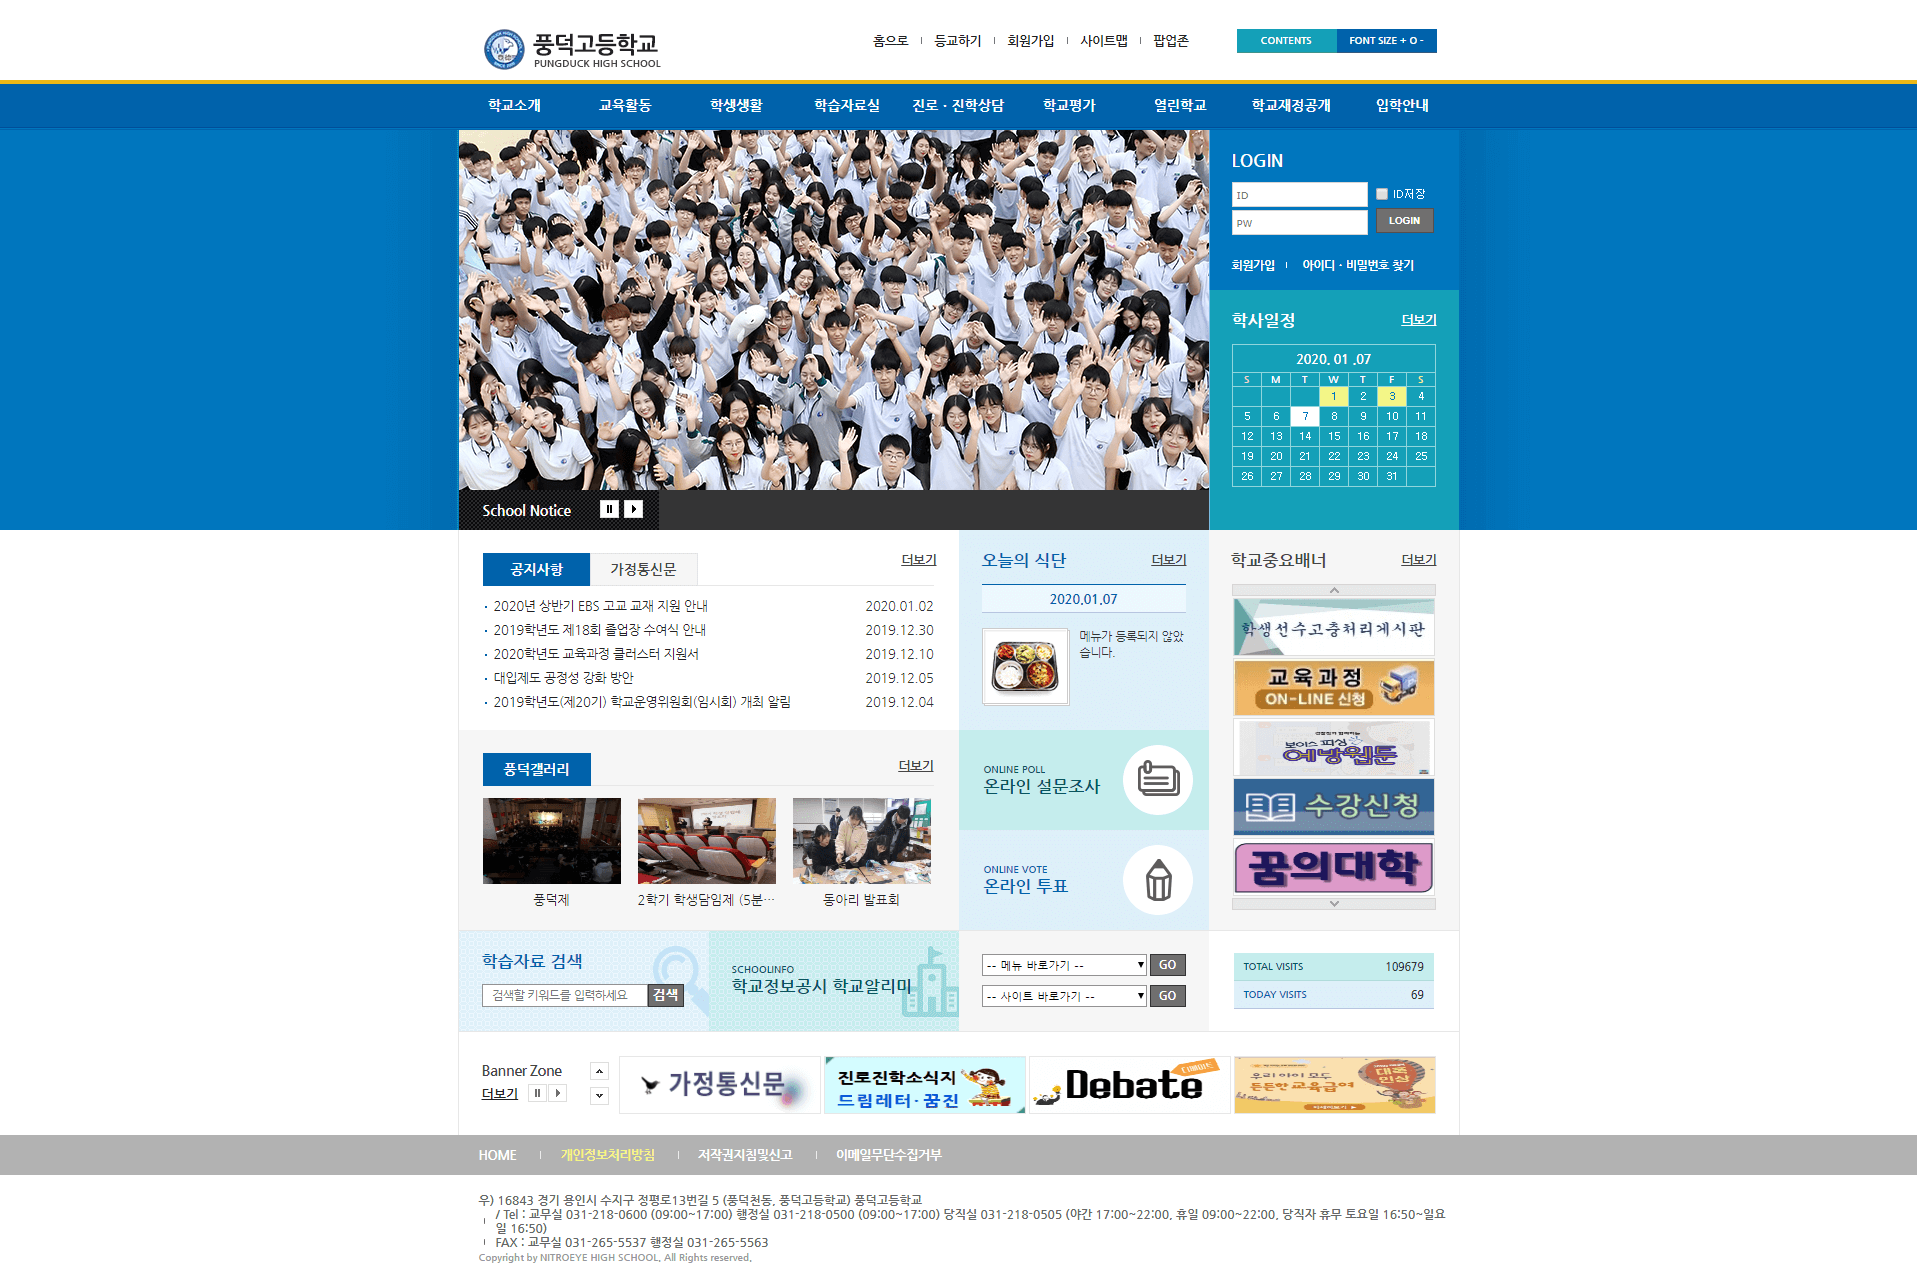 풍덕고등학교
PUNGDUCK HIGH SCHOOL
홈으로 등교하기 회원가입 사이트맵 팝업존
CONTENTS FONT SIZE + O -
학교소개 교육활동 학생생활 학습자료실 진로 · 진학상담 학교평가 열린학교 학교재정공개 입학안내
LOGIN
ID
ID저장
PW
LOGIN
회원가입 아이디 · 비밀번호 찾기
학사일정 더보기
2020. 01 .07
S M T W T F S
1 2 3 4
5 6 7 8 9 10 11
12 13 14 15 16 17 18
19 20 21 22 23 24 25
26 27 28 29 30 31
School Notice
공지사항 가정통신문 더보기
· 2020년 상반기 EBS 고교 교재 지원 안내 2020.01.02
· 2019학년도 제18회 졸업장 수여식 안내 2019.12.30
· 2020학년도 교육과정 클러스터 지원서 2019.12.10
· 대입제도 공정성 강화 방안 2019.12.05
· 2019학년도(제20기) 학교운영위원회(임시회) 개최 알림 2019.12.04
오늘의 식단 더보기
2020.01.07
메뉴가 등록되지 않았
습니다.
학교중요배너 더보기
학생선수고충처리게시판
교육과정
ON-LINE 신청
보이스 피싱
예방웹툰
수강신청
꿈의대학
풍덕갤러리 더보기
풍덕제
2학기 학생담임제 (5분…
동아리 발표회
ONLINE POLL
온라인 설문조사
ONLINE VOTE
온라인 투표
학습자료 검색
검색할 키워드를 입력하세요 검색
SCHOOLINFO
학교정보공시 학교알리미
-- 메뉴 바로가기 -- GO
-- 사이트 바로가기 -- GO
TOTAL VISITS 109679
TODAY VISITS 69
Banner Zone
더보기
가정통신문
진로진학소식지
드림레터·꿈진
디베이트
Debate
우리 아이 모두
든든한 교육급여
대폭
인상
HOME 개인정보처리방침 저작권지침및신고 이메일무단수집거부
우) 16843 경기 용인시 수지구 정평로13번길 5 (풍덕천동, 풍덕고등학교) 풍덕고등학교
/ Tel : 교무실 031-218-0600 (09:00~17:00) 행정실 031-218-0500 (09:00~17:00) 당직실 031-218-0505 (야간 17:00~22:00, 휴일 09:00~22:00, 당직자 휴무 토요일 16:50~일요
일 16:50)
FAX : 교무실 031-265-5537 행정실 031-265-5563
Copyright by NITROEYE HIGH SCHOOL. All Rights reserved.